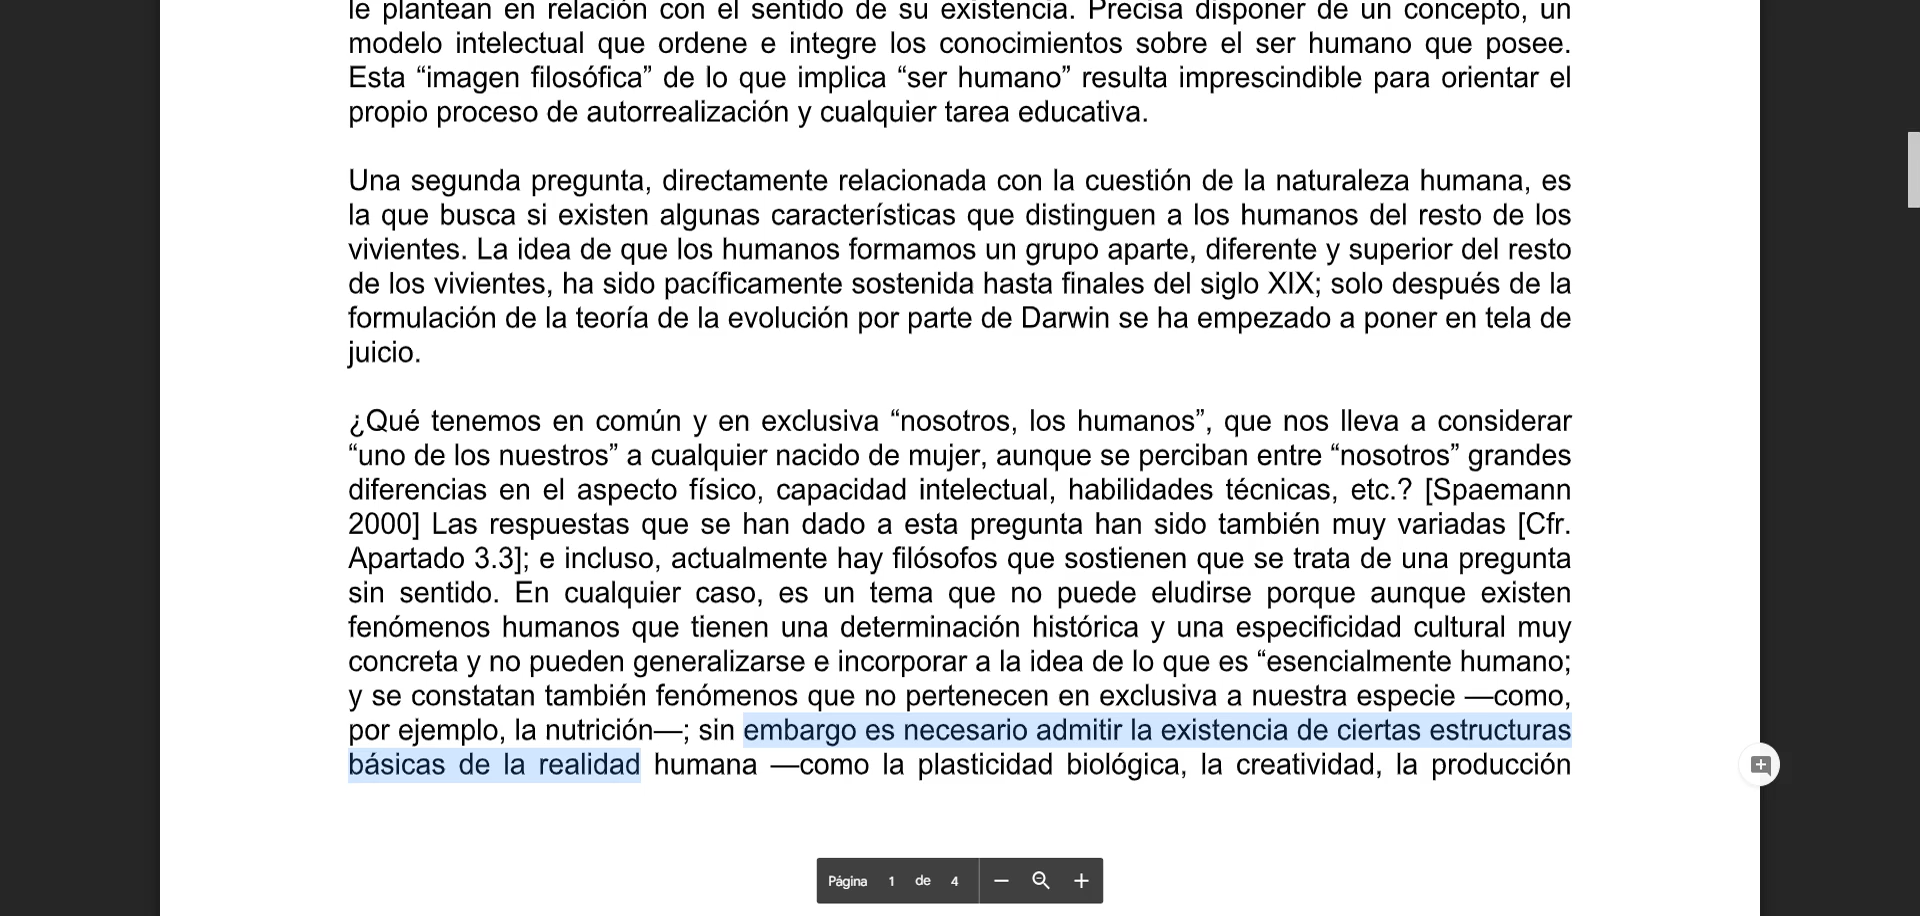 le plantean en relación con el sentido de su existencia. Precisa disponer de un concepto, un
modelo intelectual que ordene e integre los conocimientos sobre el ser humano que posee.
Esta “imagen filosófica” de lo que implica “ser humano” resulta imprescindible para orientar el
propio proceso de autorrealización y cualquier tarea educativa.
Una segunda pregunta, directamente relacionada con la cuestión de la naturaleza humana, es
la que busca si existen algunas características que distinguen a los humanos del resto de los
vivientes. La idea de que los humanos formamos un grupo aparte, diferente y superior del resto
de los vivientes, ha sido pacíficamente sostenida hasta finales del siglo XIX; solo después de la
formulación de la teoría de la evolución por parte de Darwin se ha empezado a poner en tela de
juicio.
¿Qué tenemos en común y en exclusiva “nosotros, los humanos”, que nos lleva a considerar
“uno de los nuestros” a cualquier nacido de mujer, aunque se perciban entre “nosotros” grandes
diferencias en el aspecto físico, capacidad intelectual, habilidades técnicas, etc.? [Spaemann
2000] Las respuestas que se han dado a esta pregunta han sido también muy variadas [Cfr.
Apartado 3.3]; e incluso, actualmente hay filósofos que sostienen que se trata de una pregunta
sin sentido. En cualquier caso, es un tema que no puede eludirse porque aunque existen
fenómenos humanos que tienen una determinación histórica y una especificidad cultural muy
concreta y no pueden generalizarse e incorporar a la idea de lo que es “esencialmente humano;
y se constatan también fenómenos que no pertenecen en exclusiva a nuestra especie —como,
por ejemplo, la nutrición—; sin embargo es necesario admitir la existencia de ciertas estructuras
básicas de la realidad humana —como la plasticidad biológica, la creatividad, la producción
Página 1 de 4